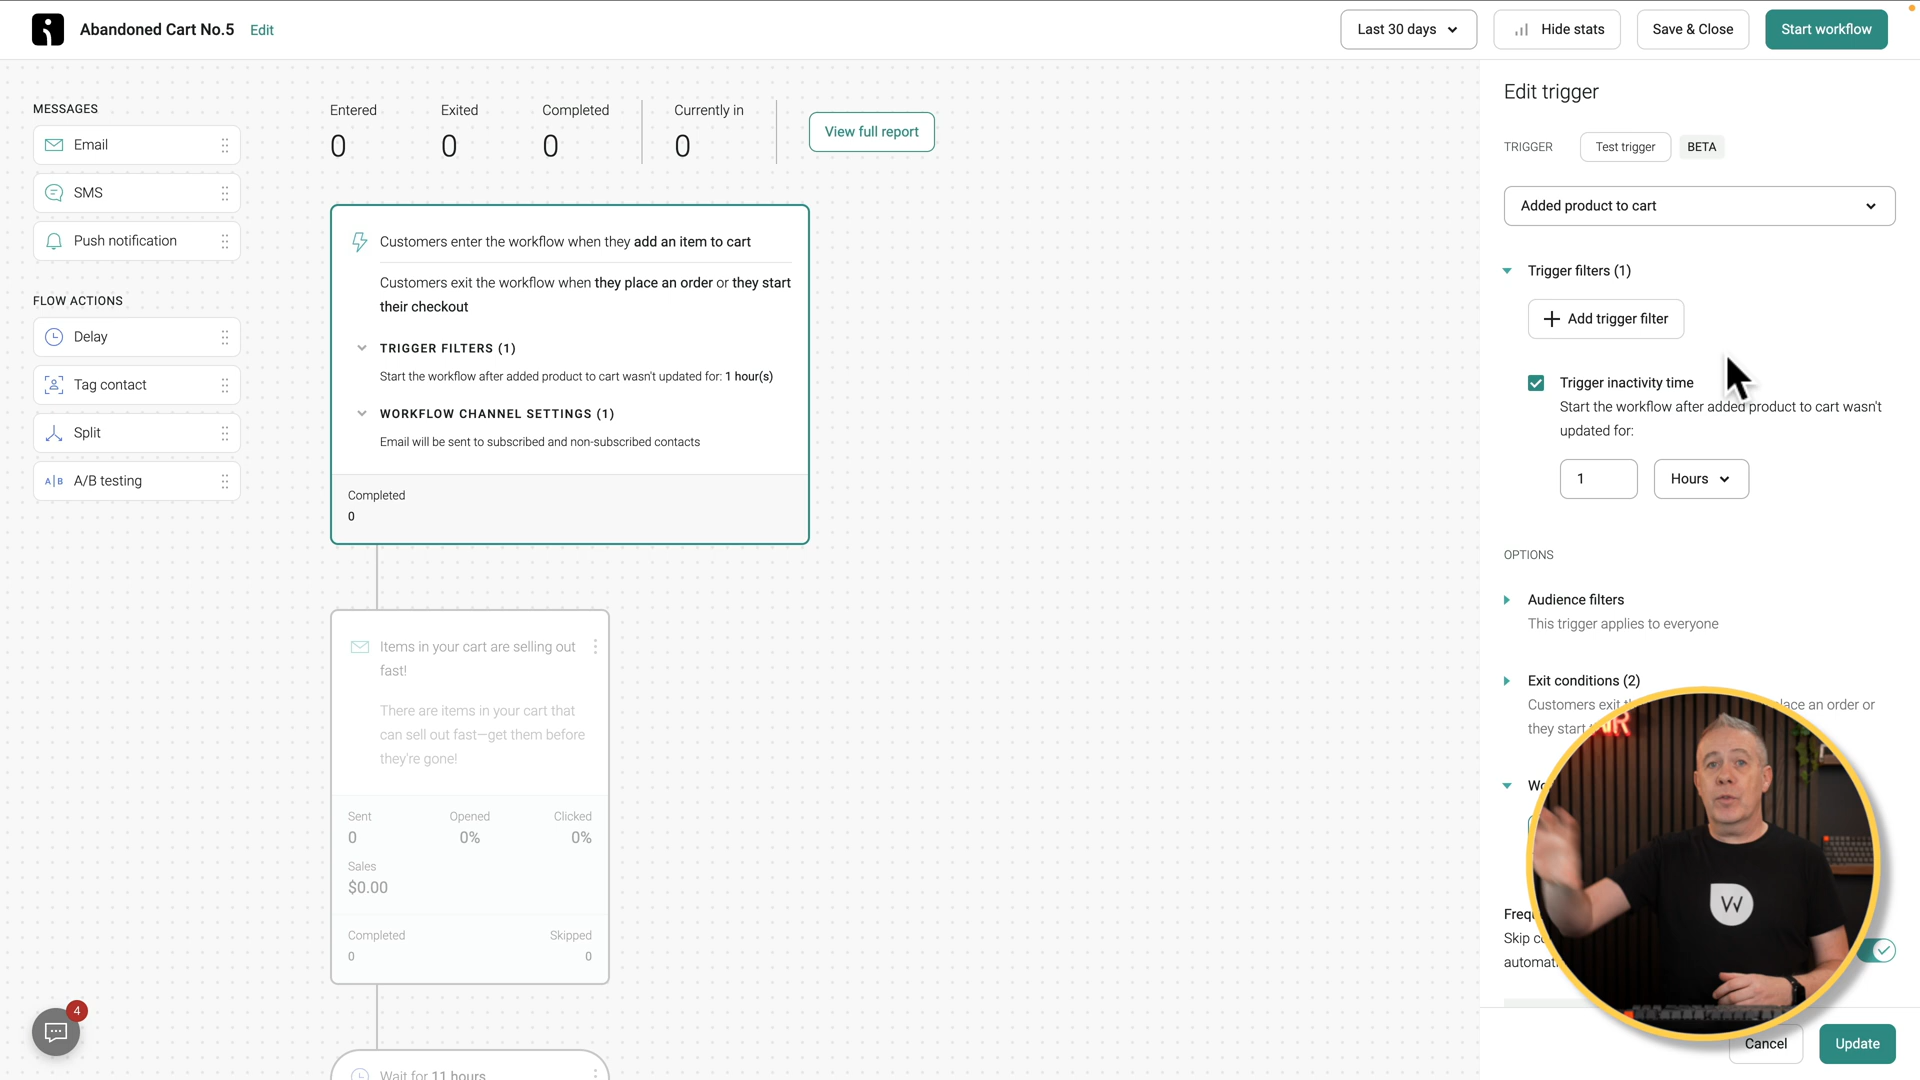 Abandoned Cart No.5 Edit
Last 30 days
Hide stats
Save & Close
Start workflow
MESSAGES
Email
SMS
Push notification
FLOW ACTIONS
Delay
Tag contact
Split
A|B A/B testing
Entered
0
Exited
0
Completed
0
Currently in
0
View full report
Customers enter the workflow when they add an item to cart
Customers exit the workflow when they place an order or they start
their checkout
TRIGGER FILTERS (1)
Start the workflow after added product to cart wasn't updated for: 1 hour(s)
WORKFLOW CHANNEL SETTINGS (1)
Email will be sent to subscribed and non-subscribed contacts
Completed
0
Items in your cart are selling out
fast!
There are items in your cart that
can sell out fast—get them before
they're gone!
Sent Opened Clicked
0 0% 0%
Sales
$0.00
Completed Skipped
0 0
Wait for 11 hours
4
Edit trigger
TRIGGER
Test trigger
BETA
Added product to cart
Trigger filters (1)
Add trigger filter
Trigger inactivity time
Start the workflow after added product to cart wasn't
updated for:
1
Hours
OPTIONS
Audience filters
This trigger applies to everyone
Exit conditions (2)
Customers exit an order or
they start
Skip
W
Cancel
Update